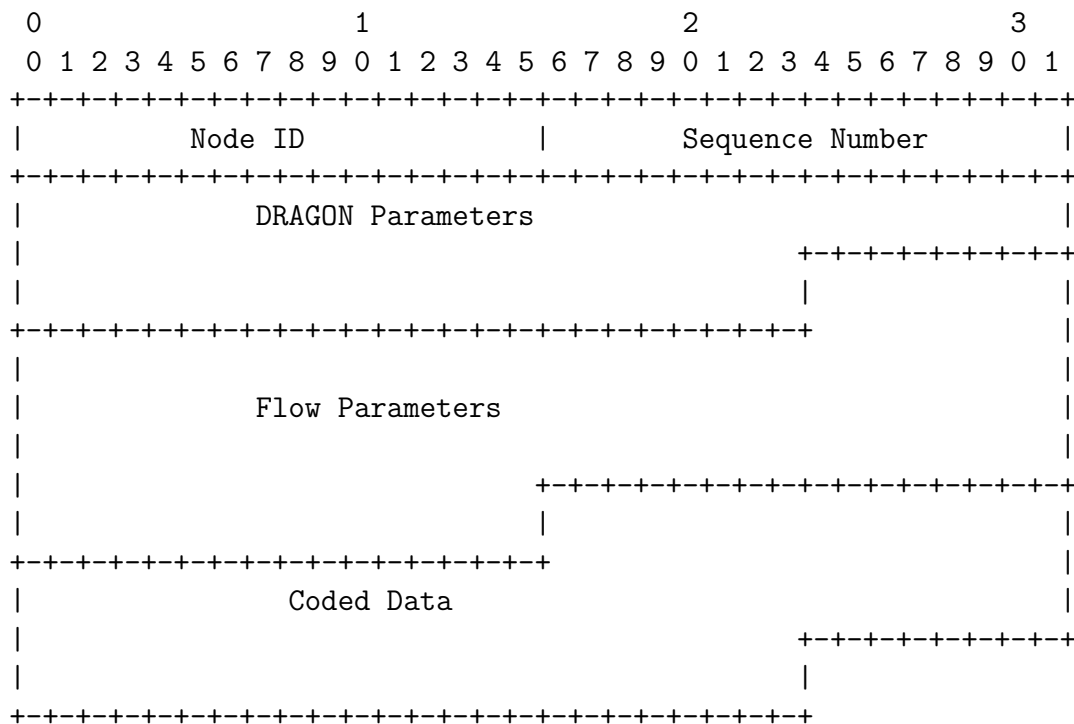 0                   1                   2                   3
 0 1 2 3 4 5 6 7 8 9 0 1 2 3 4 5 6 7 8 9 0 1 2 3 4 5 6 7 8 9 0 1
+-+-+-+-+-+-+-+-+-+-+-+-+-+-+-+-+-+-+-+-+-+-+-+-+-+-+-+-+-+-+-+-+
|          Node ID              |        Sequence Number        |
+-+-+-+-+-+-+-+-+-+-+-+-+-+-+-+-+-+-+-+-+-+-+-+-+-+-+-+-+-+-+-+-+
|              DRAGON Parameters                                |
|                                               +-+-+-+-+-+-+-+-+
|                                               |               |
+-+-+-+-+-+-+-+-+-+-+-+-+-+-+-+-+-+-+-+-+-+-+-+-+               |
|                                                               |
|              Flow Parameters                                  |
|                                                               |
|                               +-+-+-+-+-+-+-+-+-+-+-+-+-+-+-+-+
|                               |                               |
+-+-+-+-+-+-+-+-+-+-+-+-+-+-+-+-+                               |
|                Coded Data                                     |
|                                               +-+-+-+-+-+-+-+-+
|                                               |
+-+-+-+-+-+-+-+-+-+-+-+-+-+-+-+-+-+-+-+-+-+-+-+-+